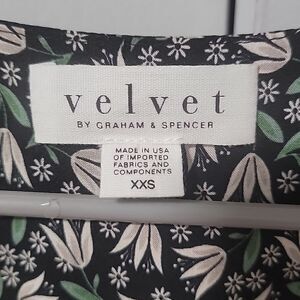 velvet
BY GRAHAM & SPENCER
MADE IN USA
OF IMPORTED
FABRICS AND
COMPONENTS
XXS